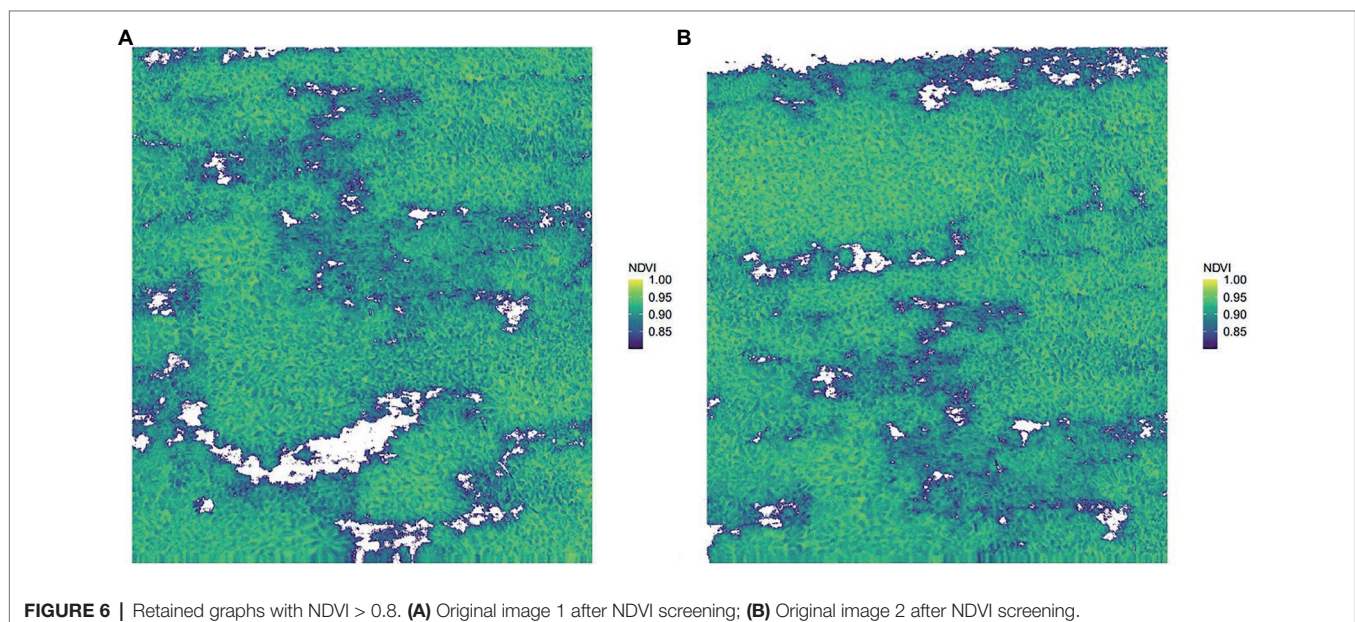 A
B
NDVI
1.00
0.95
0.90
0.85
NDVI
1.00
0.95
0.90
0.85
FIGURE 6 | Retained graphs with NDVI > 0.8. (A) Original image 1 after NDVI screening; (B) Original image 2 after NDVI screening.